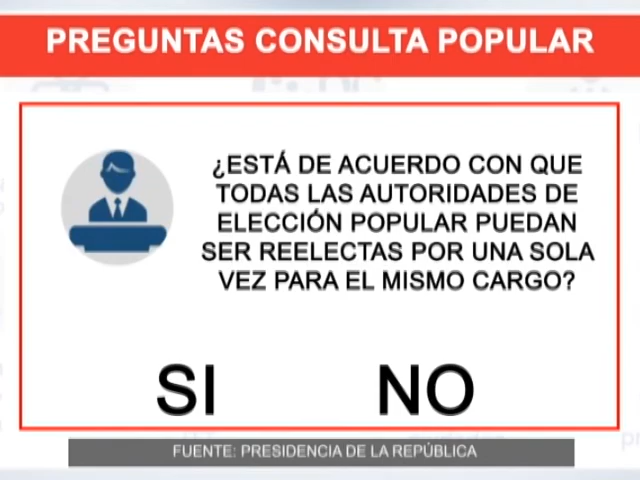 PREGUNTAS CONSULTA POPULAR
¿ESTÁ DE ACUERDO CON QUE
TODAS LAS AUTORIDADES DE
ELECCIÓN POPULAR PUEDAN
SER REELECTAS POR UNA SOLA
VEZ PARA EL MISMO CARGO?
SI NO
FUENTE: PRESIDENCIA DE LA REPÚBLICA